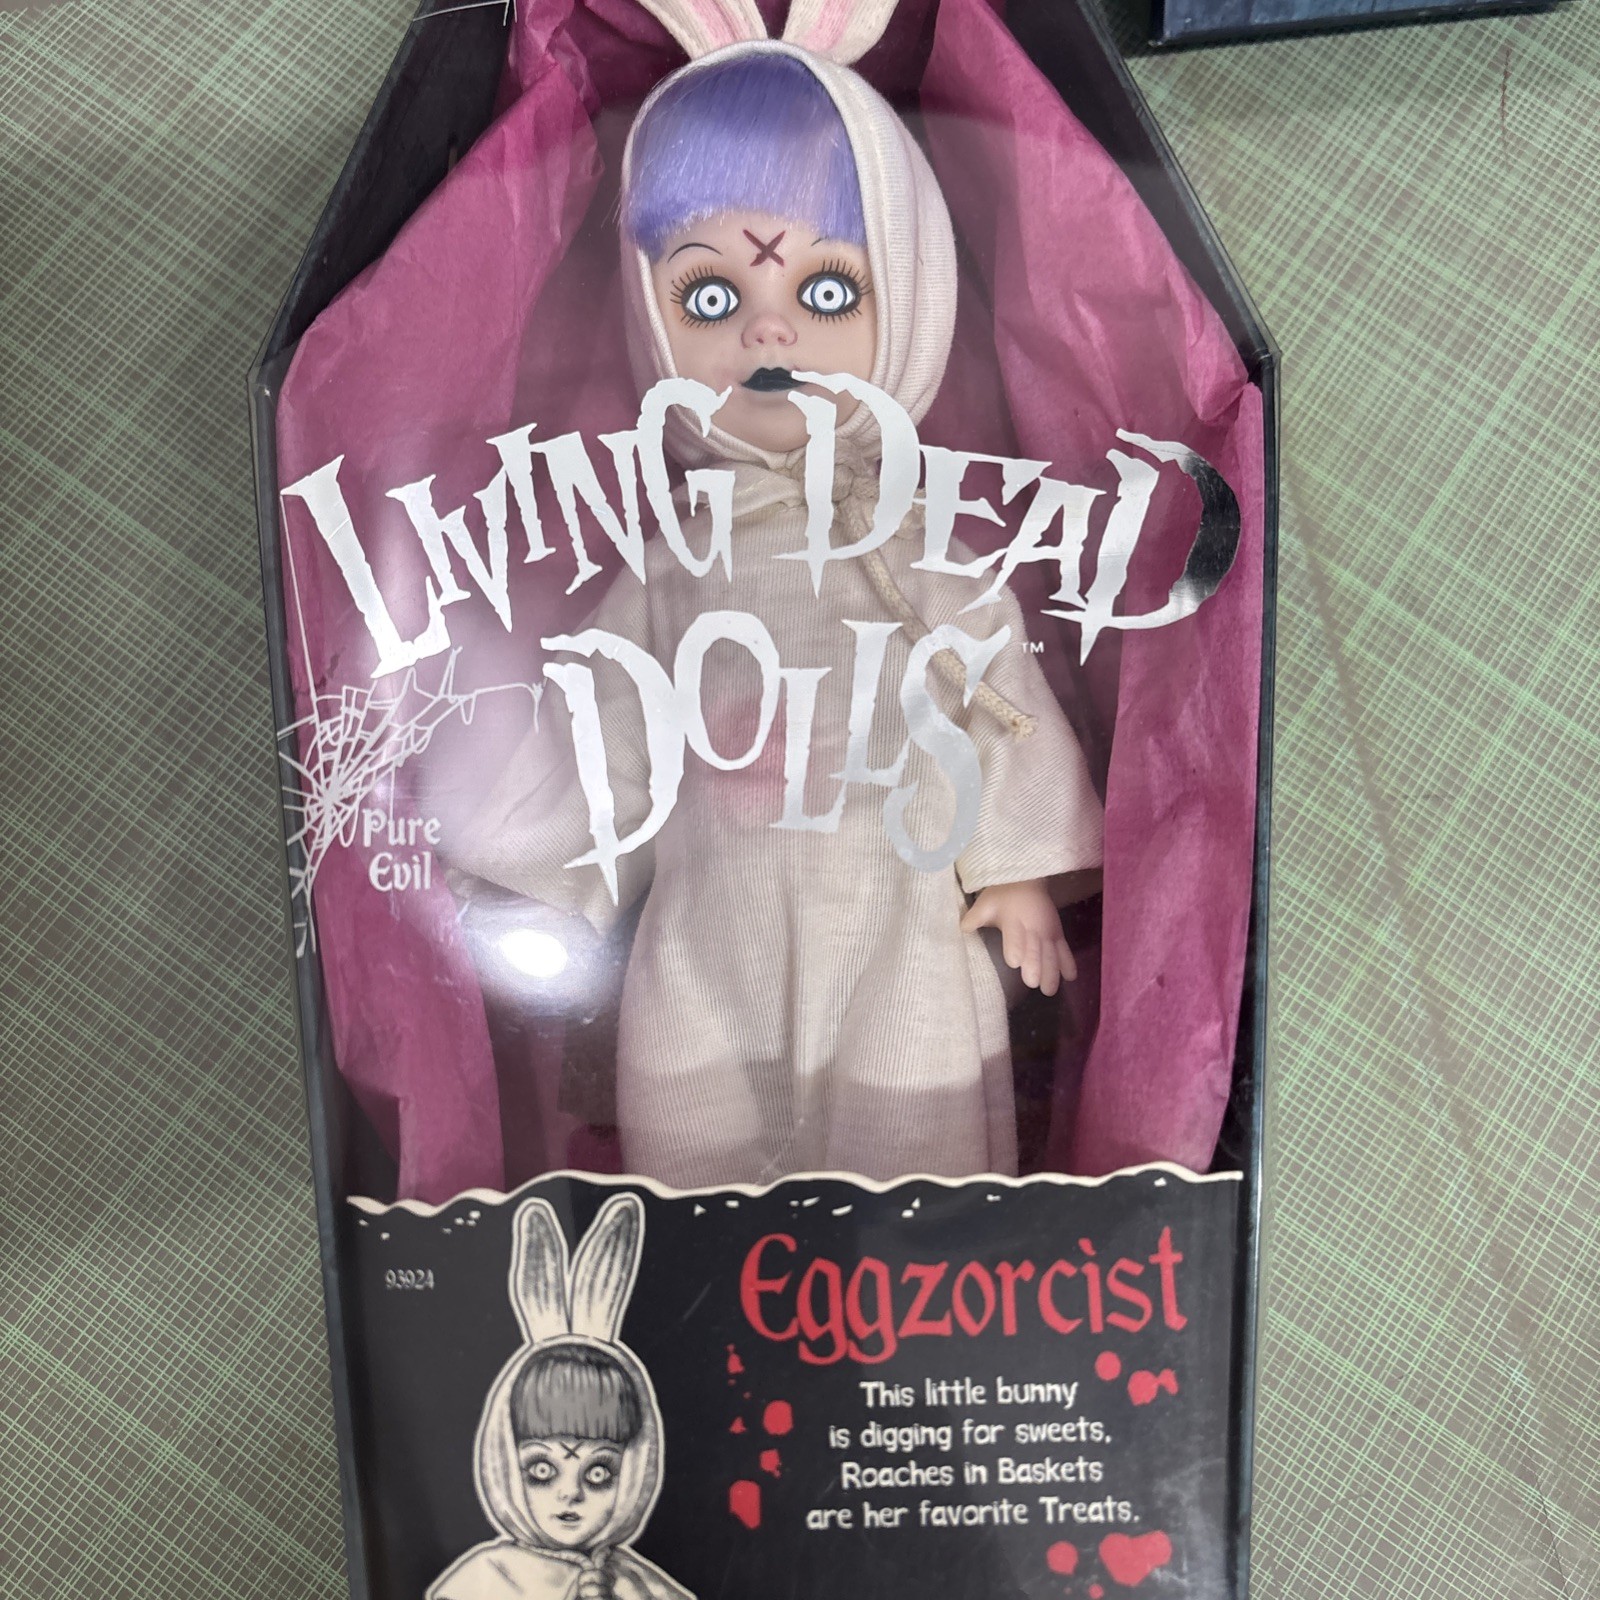 LIVING DEAD
DOLLS™
Pure
Evil
93924
Eggzorcist
This little bunny
is digging for sweets,
Roaches in Baskets
are her favorite Treats.